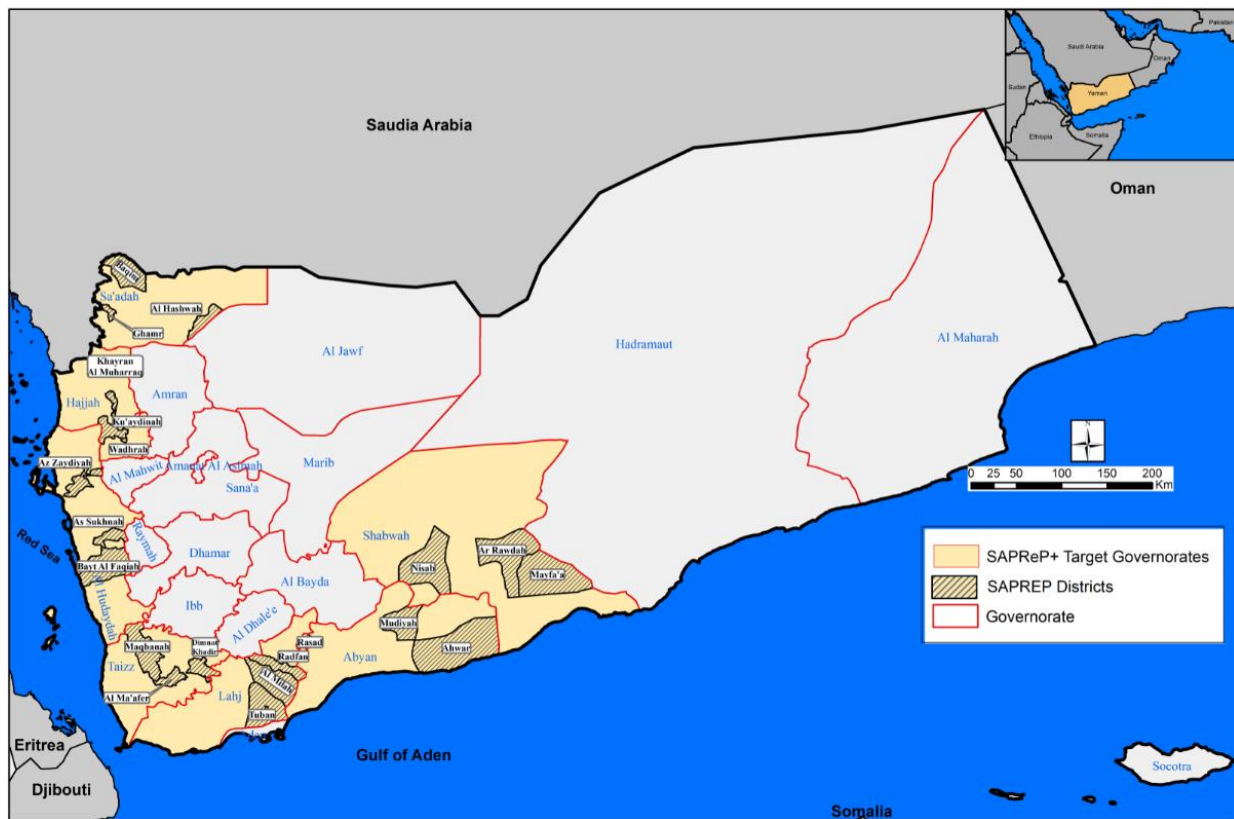 Saudi Arabia
Pakistan
Saudi Arabia
Oman
Sudan
Yaman
Ethiopia
Somalia
Oman
Raqina
Sa'adah
Al Hashwah
Ghamr
Al Jawf
Hadramaut
Al Maharah
Khayran
Al Muharraq
Amran
Hajjah
Ku'aydinah
Wadhrah
Az Zaydiyah
Al Mahwit
Amanat Al Asimah
Marib
Sana'a
0 25 50 100 150 200
Km
As Sukhnah
Red Sea
Raymah
Dhamar
Shabwah
Ar Rawdah
Bayt Al Faqiah
Nisab
Mayfa'a
Al Bayda
Al Hudaydah
Ibb
Al Dhale'e
Mudiyah
Maqbanah
Dimnat
Khadir
Rasad
Radfan
Abyan
Ahwar
Taizz
Al Milah
Al Ma'afer
Lahj
Tuban
SAPReP+ Target Governorates
SAPREP Districts
Governorate
Eritrea
Gulf of Aden
Djibouti
Socotra
Somalia